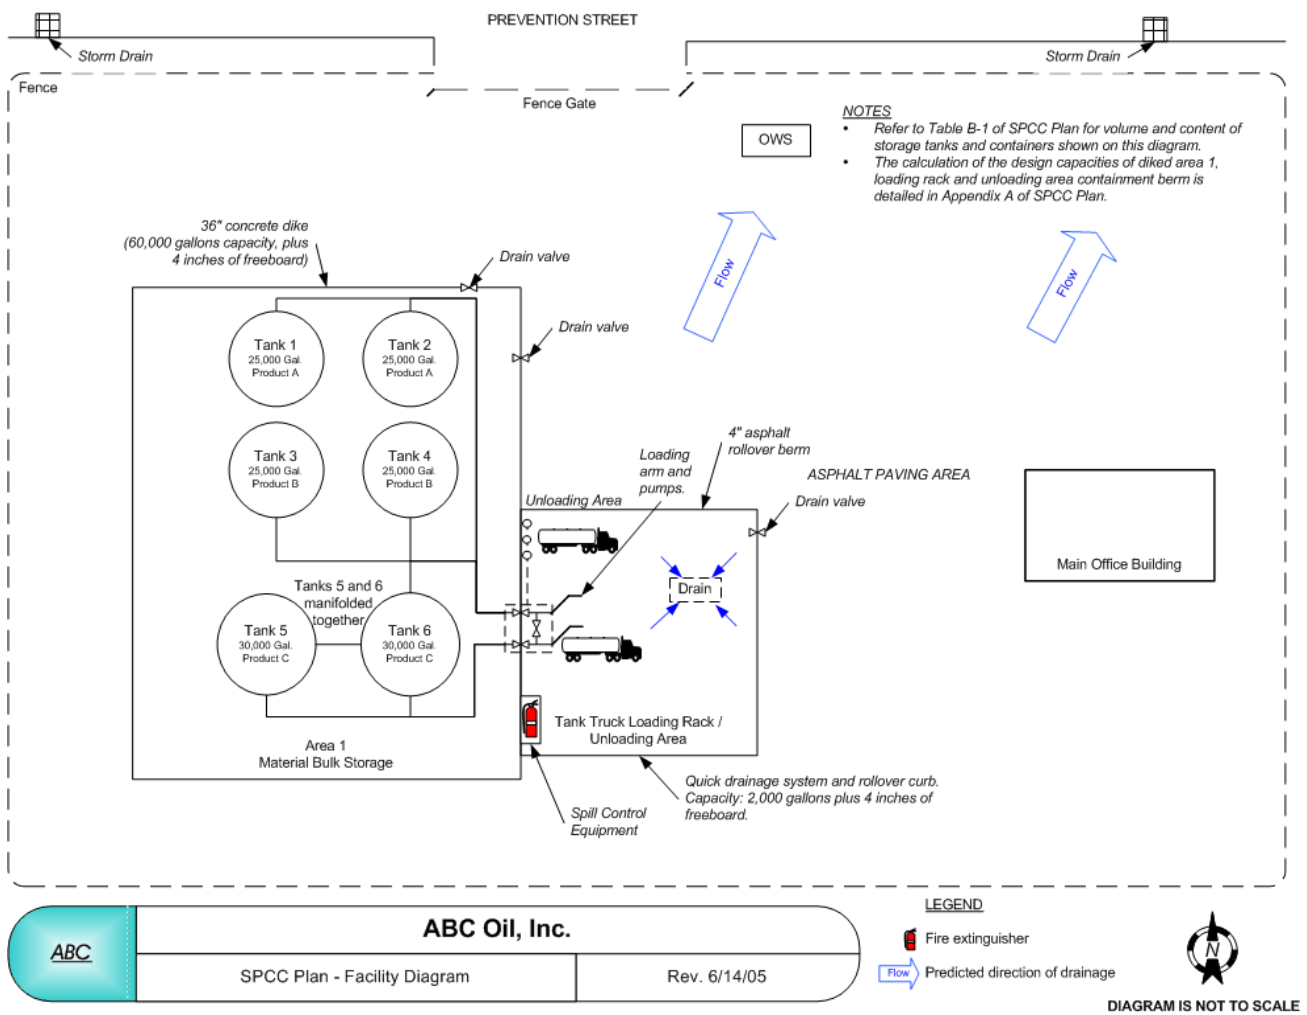 PREVENTION STREET
Storm Drain
Storm Drain
Fence
Fence Gate
OWS
NOTES
• Refer to Table B-1 of SPCC Plan for volume and content of
storage tanks and containers shown on this diagram.
• The calculation of the design capacities of diked area 1,
loading rack and unloading area containment berm is
detailed in Appendix A of SPCC Plan.
36" concrete dike
(60,000 gallons capacity, plus
4 inches of freeboard)
Drain valve
Drain valve
Flow
Flow
Tank 1
25,000 Gal.
Product A
Tank 2
25,000 Gal.
Product A
Tank 3
25,000 Gal.
Product B
Tank 4
25,000 Gal.
Product B
Tanks 5 and 6
manifolded
together
Tank 5
30,000 Gal.
Product C
Tank 6
30,000 Gal.
Product C
Area 1
Material Bulk Storage
Loading
arm and
pumps.
4" asphalt
rollover berm
ASPHALT PAVING AREA
Drain valve
Unloading Area
Drain
Main Office Building
Tank Truck Loading Rack /
Unloading Area
Quick drainage system and rollover curb.
Capacity: 2,000 gallons plus 4 inches of
freeboard.
Spill Control
Equipment
ABC
ABC Oil, Inc.
SPCC Plan - Facility Diagram
Rev. 6/14/05
LEGEND
Fire extinguisher
Flow
Predicted direction of drainage
N
DIAGRAM IS NOT TO SCALE